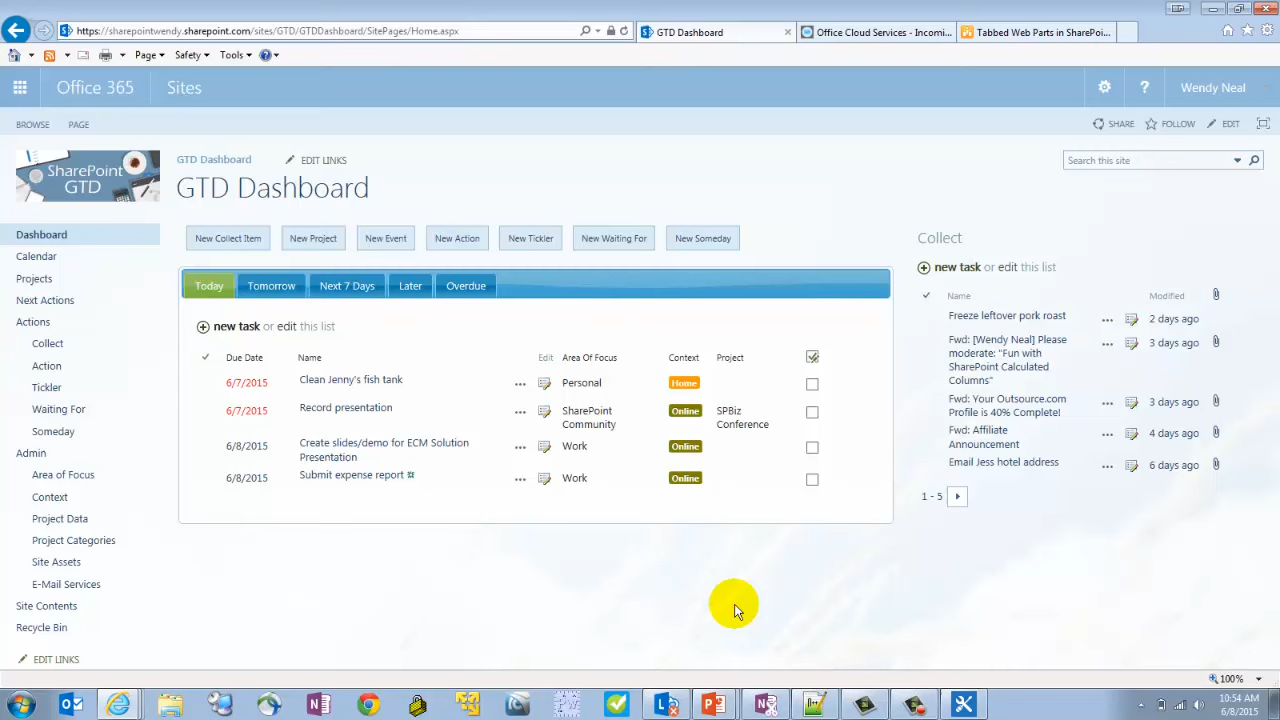 https://sharepointwendy.sharepoint.com/sites/GTD/GTDDashboard/SitePages/Home.aspx
GTD Dashboard
Office Cloud Services - Incomi...
Tabbed Web Parts in SharePoi...
Page
Safety
Tools
Office 365
Sites
Wendy Neal
BROWSE
PAGE
SHARE
FOLLOW
EDIT
SharePoint
GTD
GTD Dashboard
EDIT LINKS
GTD Dashboard
Search this site
Dashboard
Calendar
Projects
Next Actions
Actions
Collect
Action
Tickler
Waiting For
Someday
Admin
Area of Focus
Context
Project Data
Project Categories
Site Assets
E-Mail Services
Site Contents
Recycle Bin
EDIT LINKS
New Collect Item
New Project
New Event
New Action
New Tickler
New Waiting For
New Someday
Today
Tomorrow
Next 7 Days
Later
Overdue
new task or edit this list
Due Date Name Edit Area Of Focus Context Project
6/7/2015 Clean Jenny's fish tank ... Personal Home
6/7/2015 Record presentation ... SharePoint Online SPBiz
Community Conference
6/8/2015 Create slides/demo for ECM Solution ... Work Online
Presentation
6/8/2015 Submit expense report ... Work Online
Collect
new task or edit this list
Name Modified
Freeze leftover pork roast ... 2 days ago
Fwd: [Wendy Neal] Please ... 3 days ago
moderate: "Fun with
SharePoint Calculated
Columns"
Fwd: Your Outsource.com ... 3 days ago
Profile is 40% Complete!
Fwd: Affiliate ... 4 days ago
Announcement
Email Jess hotel address ... 6 days ago
1 - 5
100%
10:54 AM
6/8/2015